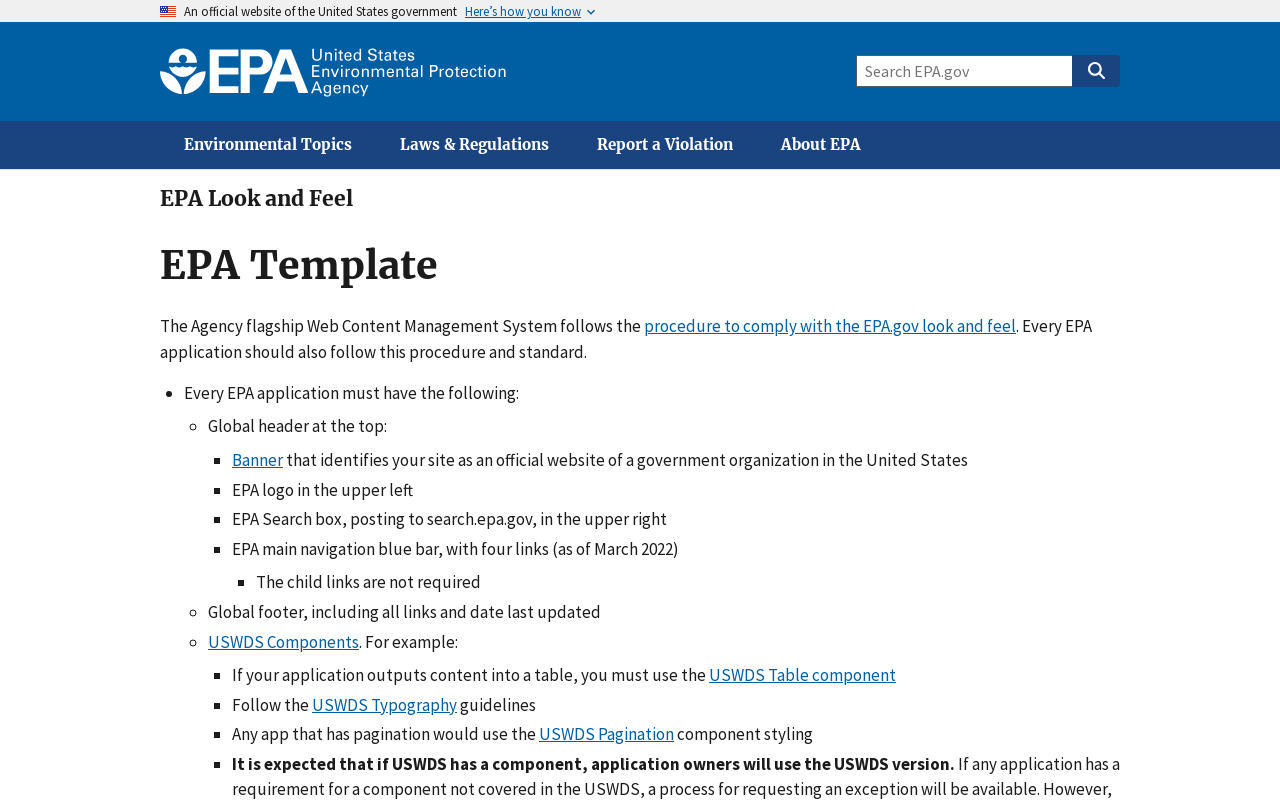 An official website of the United States government Here’s how you know
EPA United States
Environmental Protection
Agency
Search EPA.gov
Environmental Topics Laws & Regulations Report a Violation About EPA
EPA Look and Feel
EPA Template
The Agency flagship Web Content Management System follows the procedure to comply with the EPA.gov look and feel. Every EPA
application should also follow this procedure and standard.
Every EPA application must have the following:
Global header at the top:
Banner that identifies your site as an official website of a government organization in the United States
EPA logo in the upper left
EPA Search box, posting to search.epa.gov, in the upper right
EPA main navigation blue bar, with four links (as of March 2022)
The child links are not required
Global footer, including all links and date last updated
USWDS Components. For example:
If your application outputs content into a table, you must use the USWDS Table component
Follow the USWDS Typography guidelines
Any app that has pagination would use the USWDS Pagination component styling
It is expected that if USWDS has a component, application owners will use the USWDS version. If any application has a
requirement for a component not covered in the USWDS, a process for requesting an exception will be available. However,